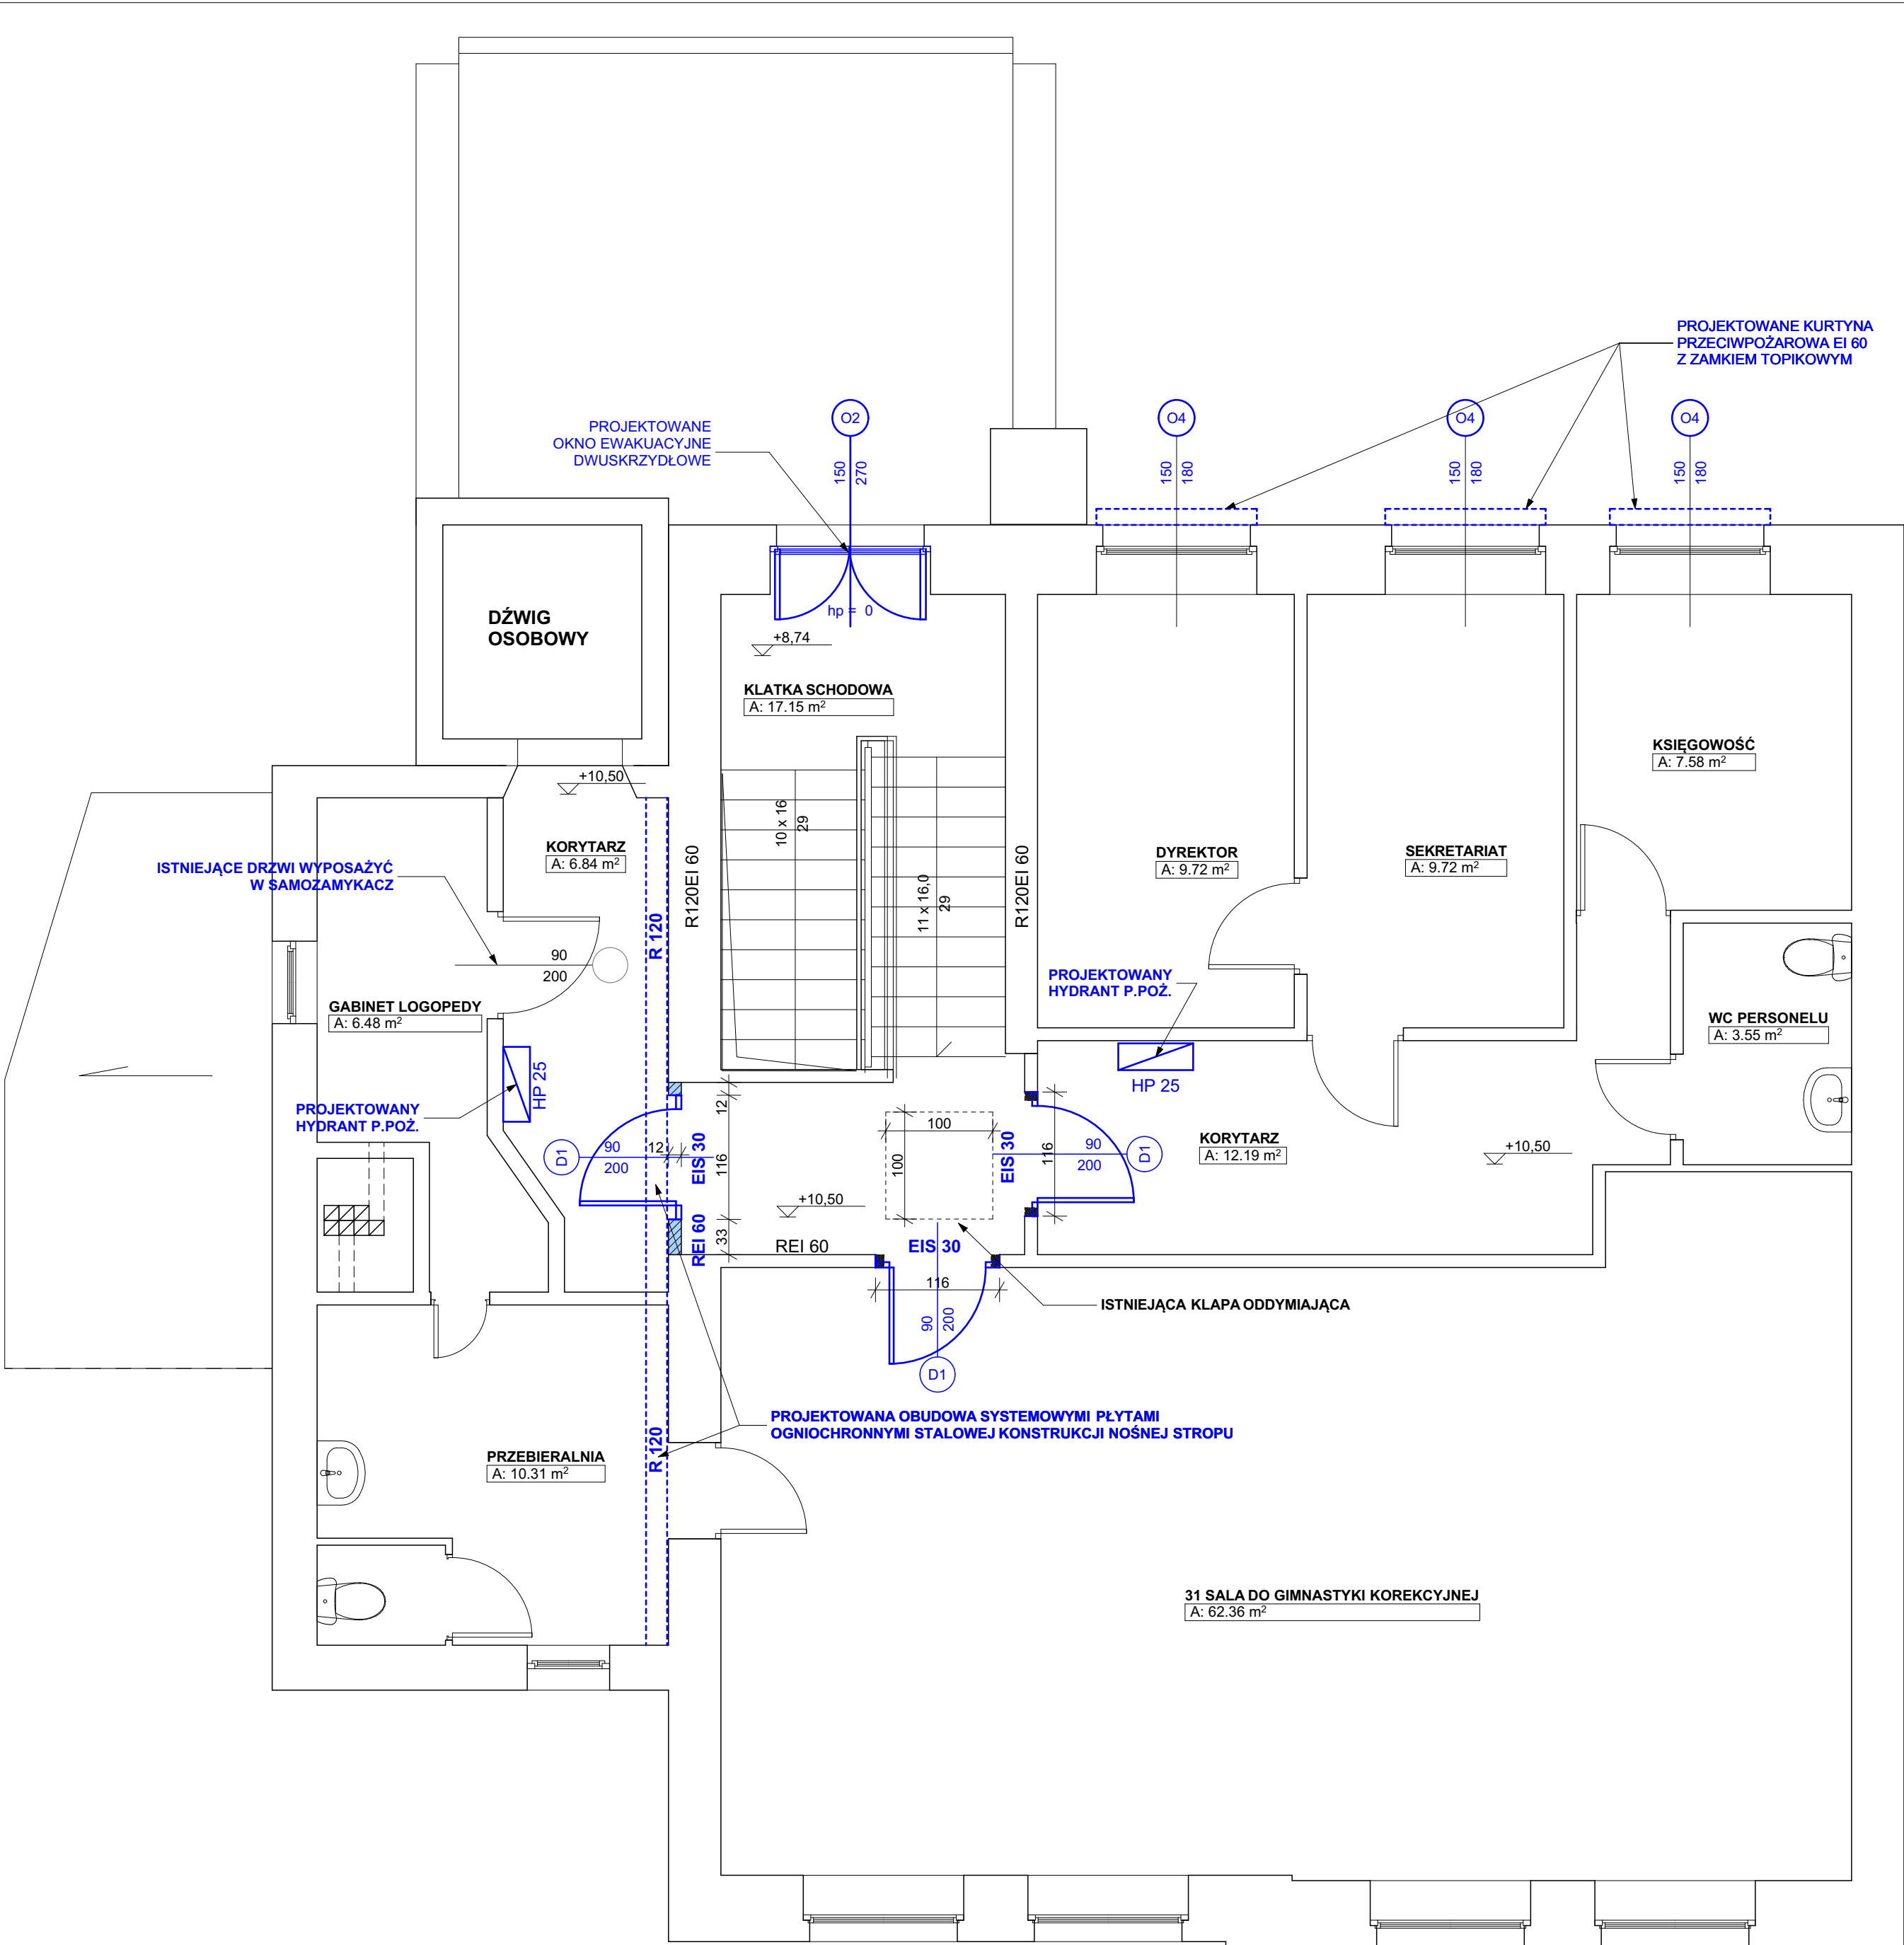 PROJEKTOWANE KURTYNA
PRZECIWPOŻAROWA EI 60
Z ZAMKIEM TOPIKOWYM
PROJEKTOWANE
OKNO EWAKUACYJNE
DWUSKRZYDŁOWE
O2
150
270
O4
150
180
O4
150
180
O4
150
180
hp = 0
+8,74
DŹWIG
OSOBOWY
KLATKA SCHODOWA
A: 17.15 m²
KSIĘGOWOŚĆ
A: 7.58 m²
+10,50
KORYTARZ
A: 6.84 m²
10 x 16
29
11 x 16,0
29
R120EI 60
R120EI 60
DYREKTOR
A: 9.72 m²
SEKRETARIAT
A: 9.72 m²
ISTNIEJĄCE DRZWI WYPOSAŻYĆ
W SAMOZAMYKACZ
R 120
90
200
GABINET LOGOPEDY
A: 6.48 m²
PROJEKTOWANY
HYDRANT P.POŻ.
HP 25
WC PERSONELU
A: 3.55 m²
PROJEKTOWANY
HYDRANT P.POŻ.
HP 25
D1
90
200
12
EIS 30
REI 60
12
116
33
100
100
+10,50
REI 60
EIS 30
EIS 30
116
90
200
D1
KORYTARZ
A: 12.19 m²
+10,50
116
90
200
D1
ISTNIEJĄCA KLAPA ODDYMIAJĄCA
PROJEKTOWANA OBUDOWA SYSTEMOWYMI PŁYTAMI
OGNIOCHRONNYMI STALOWEJ KONSTRUKCJI NOŚNEJ STROPU
R 120
PRZEBIERALNIA
A: 10.31 m²
31 SALA DO GIMNASTYKI KOREKCYJNEJ
A: 62.36 m²